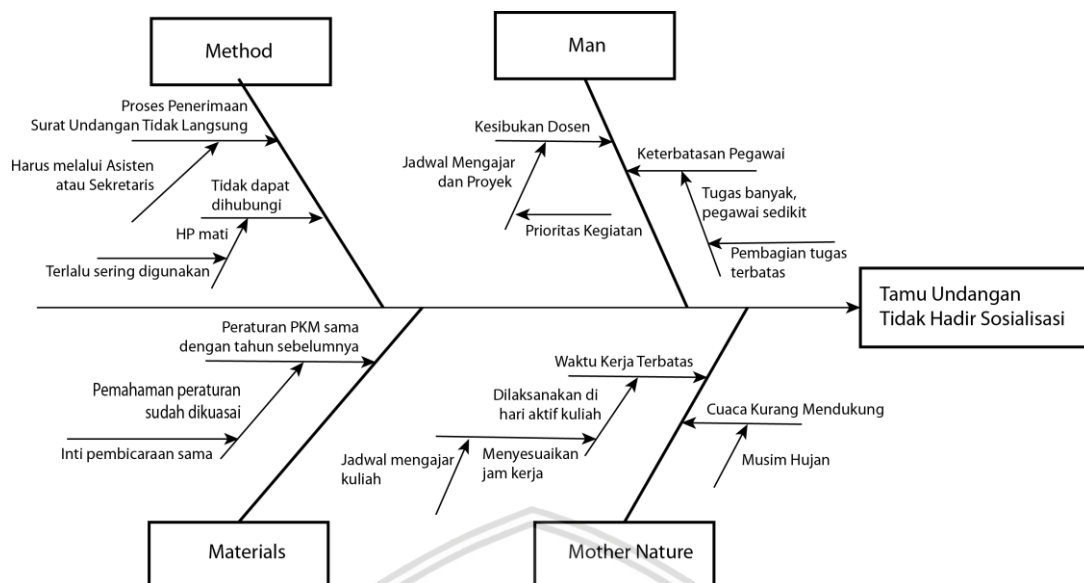 Method
Man
Proses Penerimaan
Surat Undangan Tidak Langsung
Harus melalui Asisten
atau Sekretaris
Tidak dapat
dihubungi
HP mati
Terlalu sering digunakan
Kesibukan Dosen
Jadwal Mengajar
dan Proyek
Prioritas Kegiatan
Keterbatasan Pegawai
Tugas banyak,
pegawai sedikit
Pembagian tugas
terbatas
Tamu Undangan
Tidak Hadir Sosialisasi
Peraturan PKM sama
dengan tahun sebelumnya
Pemahaman peraturan
sudah dikuasai
Inti pembicaraan sama
Waktu Kerja Terbatas
Dilaksanakan di
hari aktif kuliah
Menyesuaikan
jam kerja
Jadwal mengajar
kuliah
Cuaca Kurang Mendukung
Musim Hujan
Materials
Mother Nature